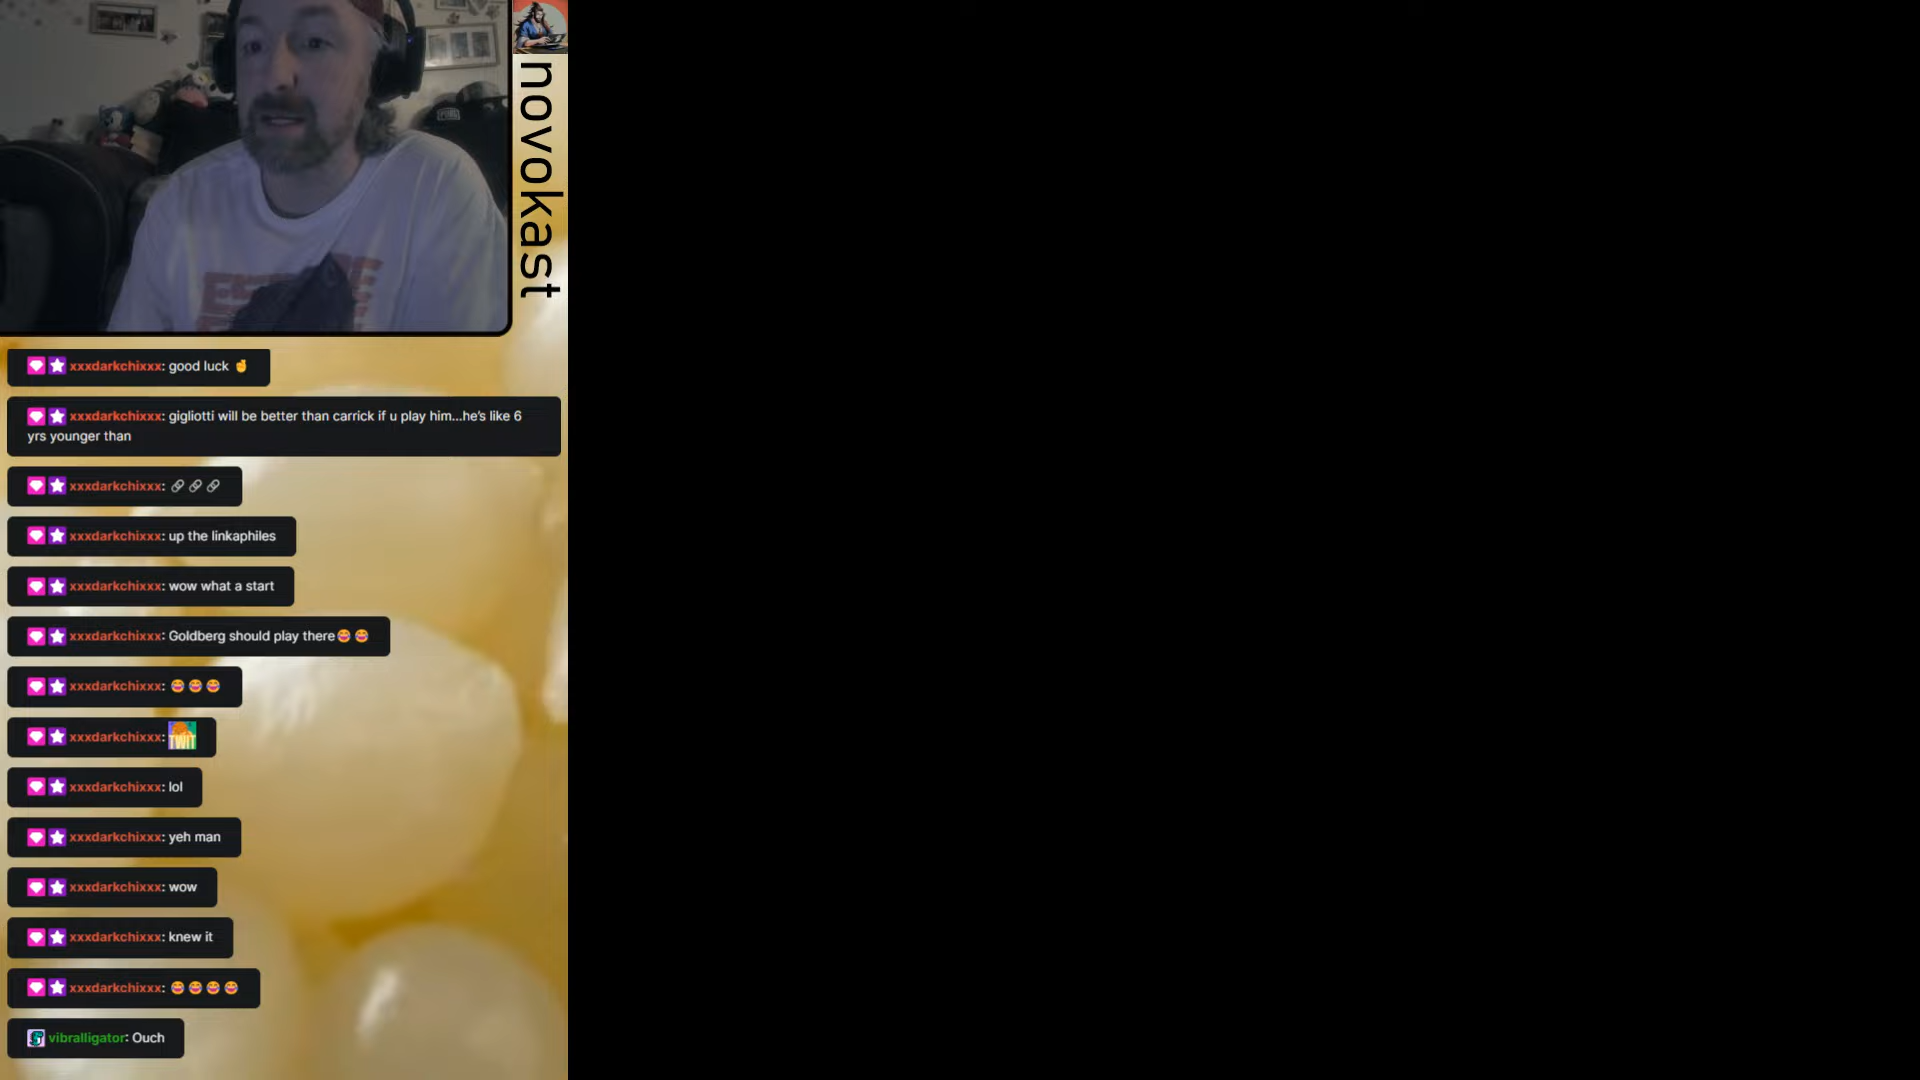 novokast
xxxdarkchixxx: good luck 🤞
xxxdarkchixxx: gigliotti will be better than carrick if u play him...he's like 6
yrs younger than
xxxdarkchixxx: 🔗 🔗 🔗
xxxdarkchixxx: up the linkaphiles
xxxdarkchixxx: wow what a start
xxxdarkchixxx: Goldberg should play there😂 😂
xxxdarkchixxx: 😂 😂 😂
xxxdarkchixxx: TWIT
xxxdarkchixxx: lol
xxxdarkchixxx: yeh man
xxxdarkchixxx: wow
xxxdarkchixxx: knew it
xxxdarkchixxx: 😂 😂 😂 😂
vibralligator: Ouch